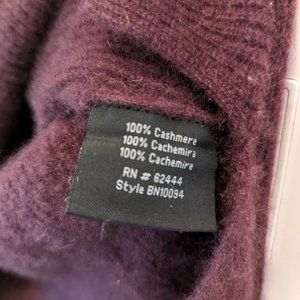 100% Cashmere
100% Cachemira
100% Cachemire
RN # 62444
Style BN10094